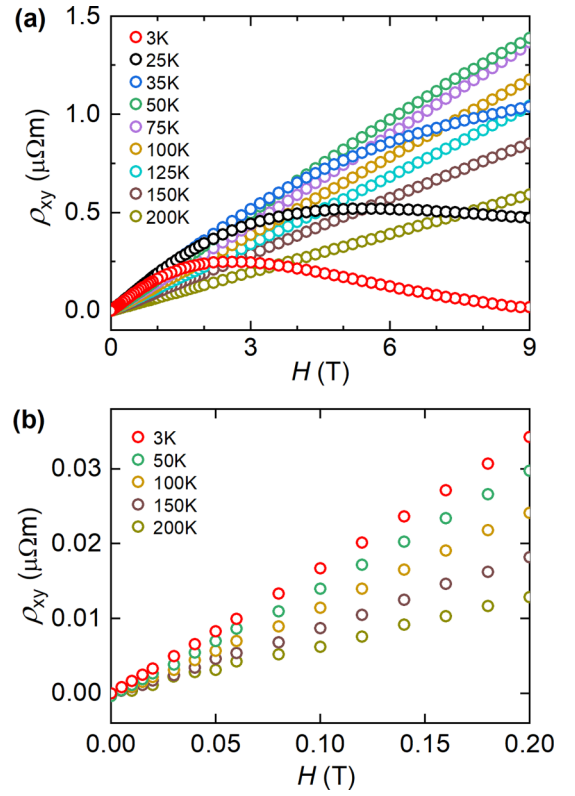 (a)
1.5
1.0
0.5
0.0
ρxy (μΩm)
3K
25K
35K
50K
75K
100K
125K
150K
200K
0 3 6 9
H (T)
(b)
0.03
0.02
0.01
0.00
ρxy (μΩm)
3K
50K
100K
150K
200K
0.00 0.05 0.10 0.15 0.20
H (T)